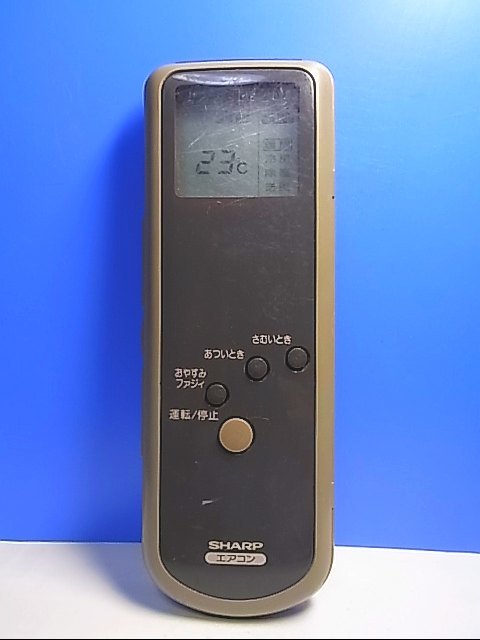 23℃
さむいとき
あついとき
おやすみ
ファジィ
運転/停止
SHARP
エアコン